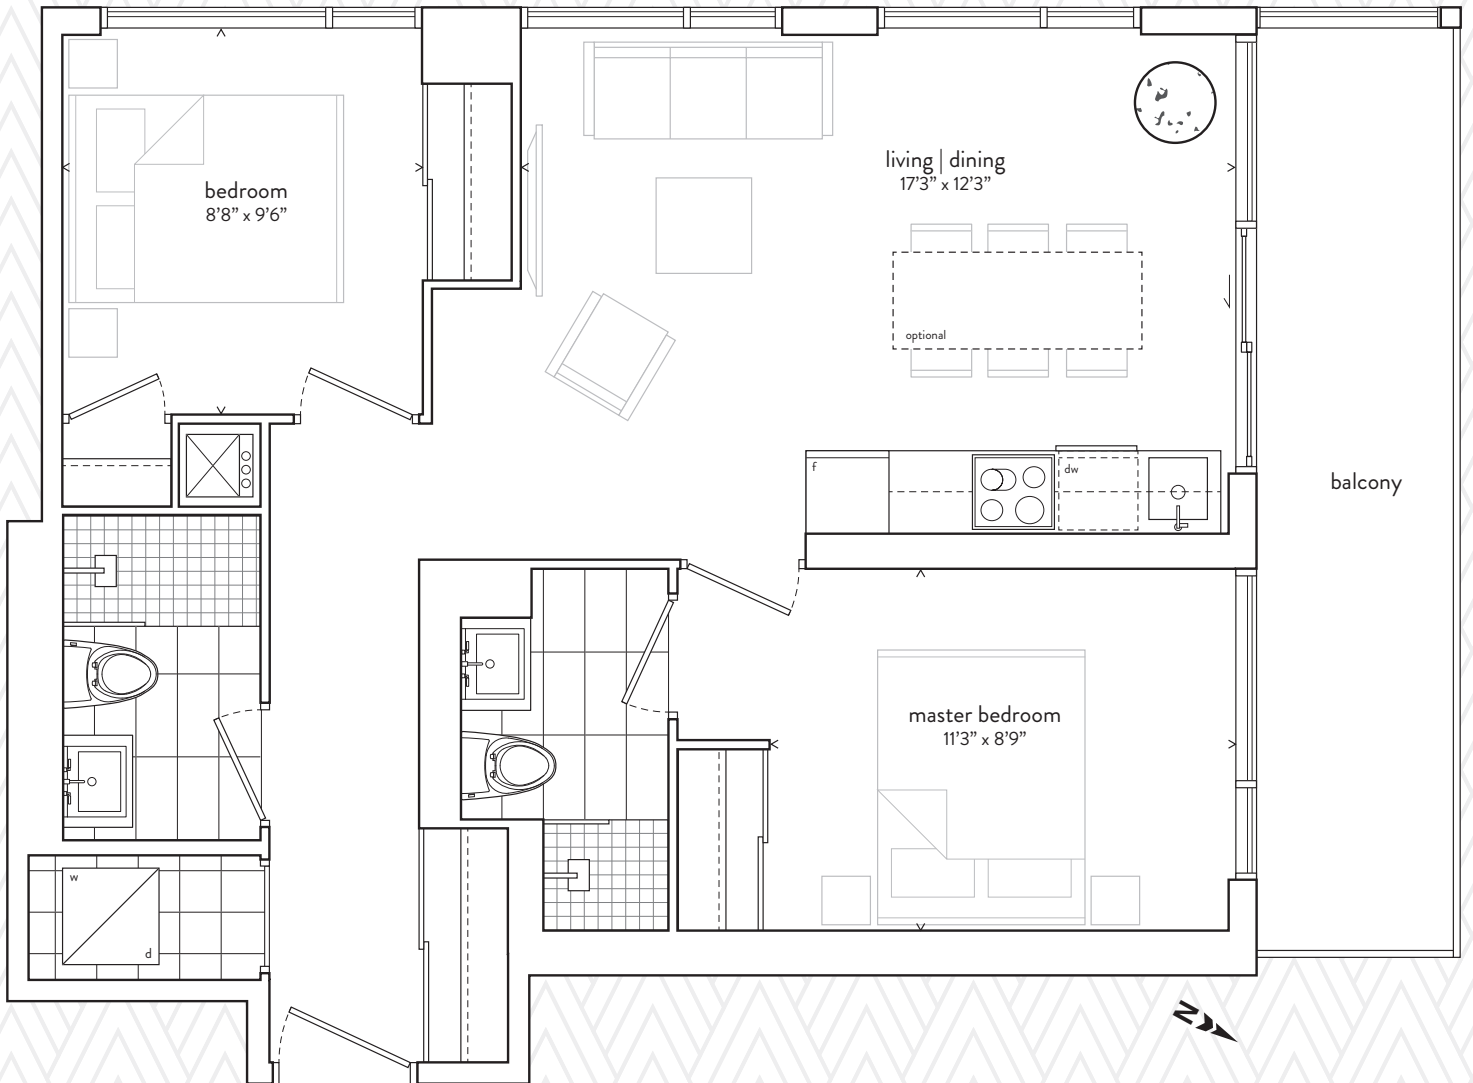 bedroom
8'8” x 9'6”
living | dining
17'3” x 12'3”
optional
f
dw
balcony
master bedroom
11'3” x 8'9”
w
d
N